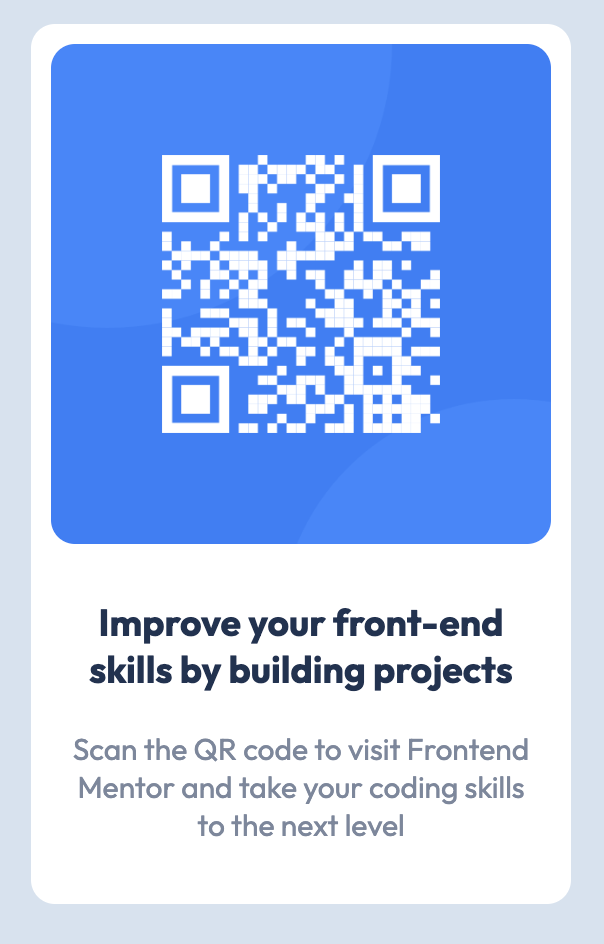 Improve your front-end
skills by building projects
Scan the QR code to visit Frontend
Mentor and take your coding skills
to the next level